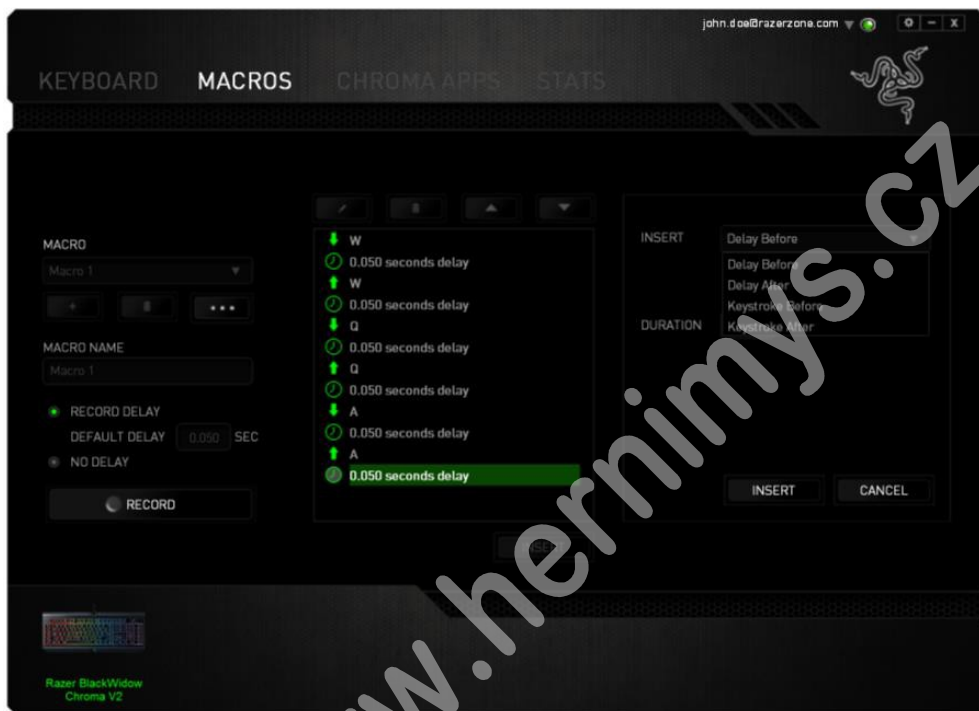 john.doe@razerzone.com
KEYBOARD MACROS CHROMA APPS STATS
MACRO
Macro 1
MACRO NAME
Macro 1
RECORD DELAY
DEFAULT DELAY 0.050 SEC
NO DELAY
RECORD
W
0.050 seconds delay
W
0.050 seconds delay
Q
0.050 seconds delay
Q
0.050 seconds delay
A
0.050 seconds delay
A
0.050 seconds delay
INSERT
INSERT Delay Before
Delay Before
Delay After
Keystroke Before
Keystroke After
DURATION
INSERT CANCEL
Razer BlackWidow
Chroma V2
www.hernimys.cz